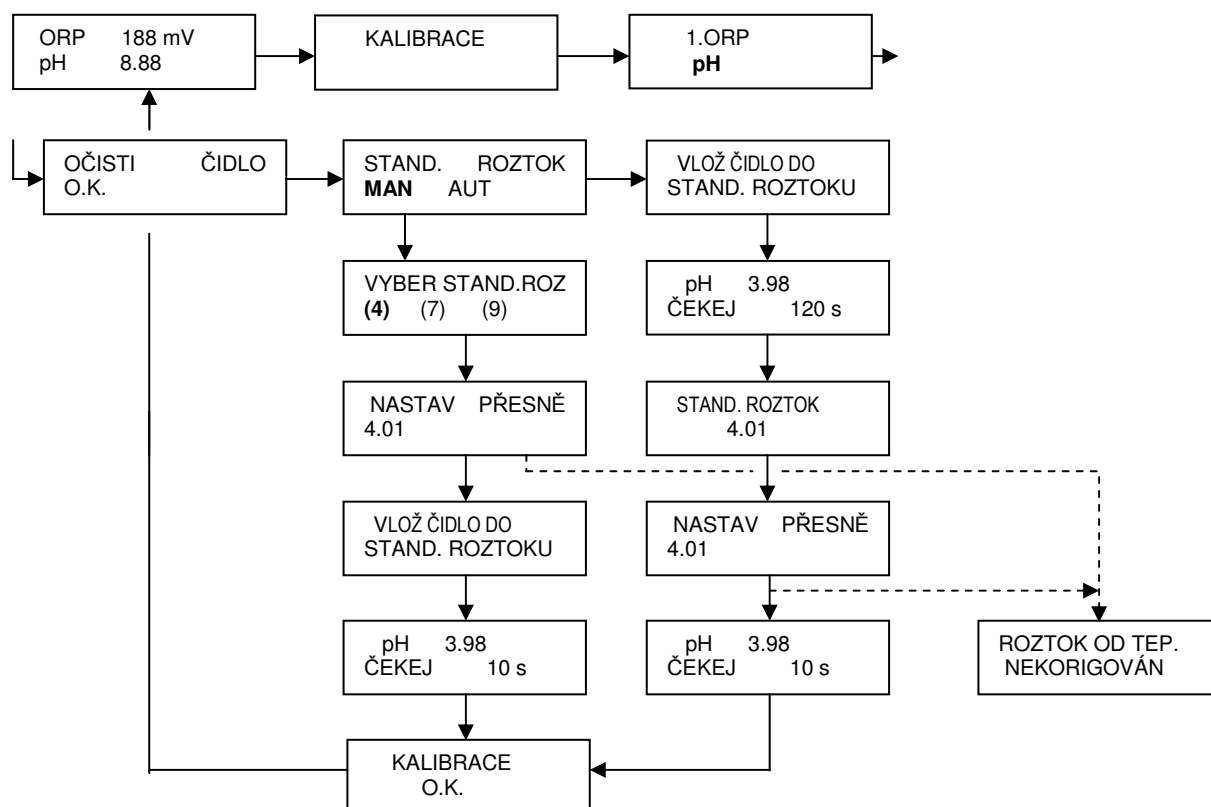 ORP 188 mV
pH 8.88
KALIBRACE
1.ORP
pH
OČISTI ČIDLO
O.K.
STAND. ROZTOK
MAN AUT
VLOŽ ČIDLO DO
STAND. ROZTOKU
VYBER STAND.ROZ
(4) (7) (9)
pH 3.98
ČEKEJ 120 s
NASTAV PŘESNĚ
4.01
STAND. ROZTOK
4.01
VLOŽ ČIDLO DO
STAND. ROZTOKU
NASTAV PŘESNĚ
4.01
pH 3.98
ČEKEJ 10 s
pH 3.98
ČEKEJ 10 s
ROZTOK OD TEP.
NEKORIGOVÁN
KALIBRACE
O.K.